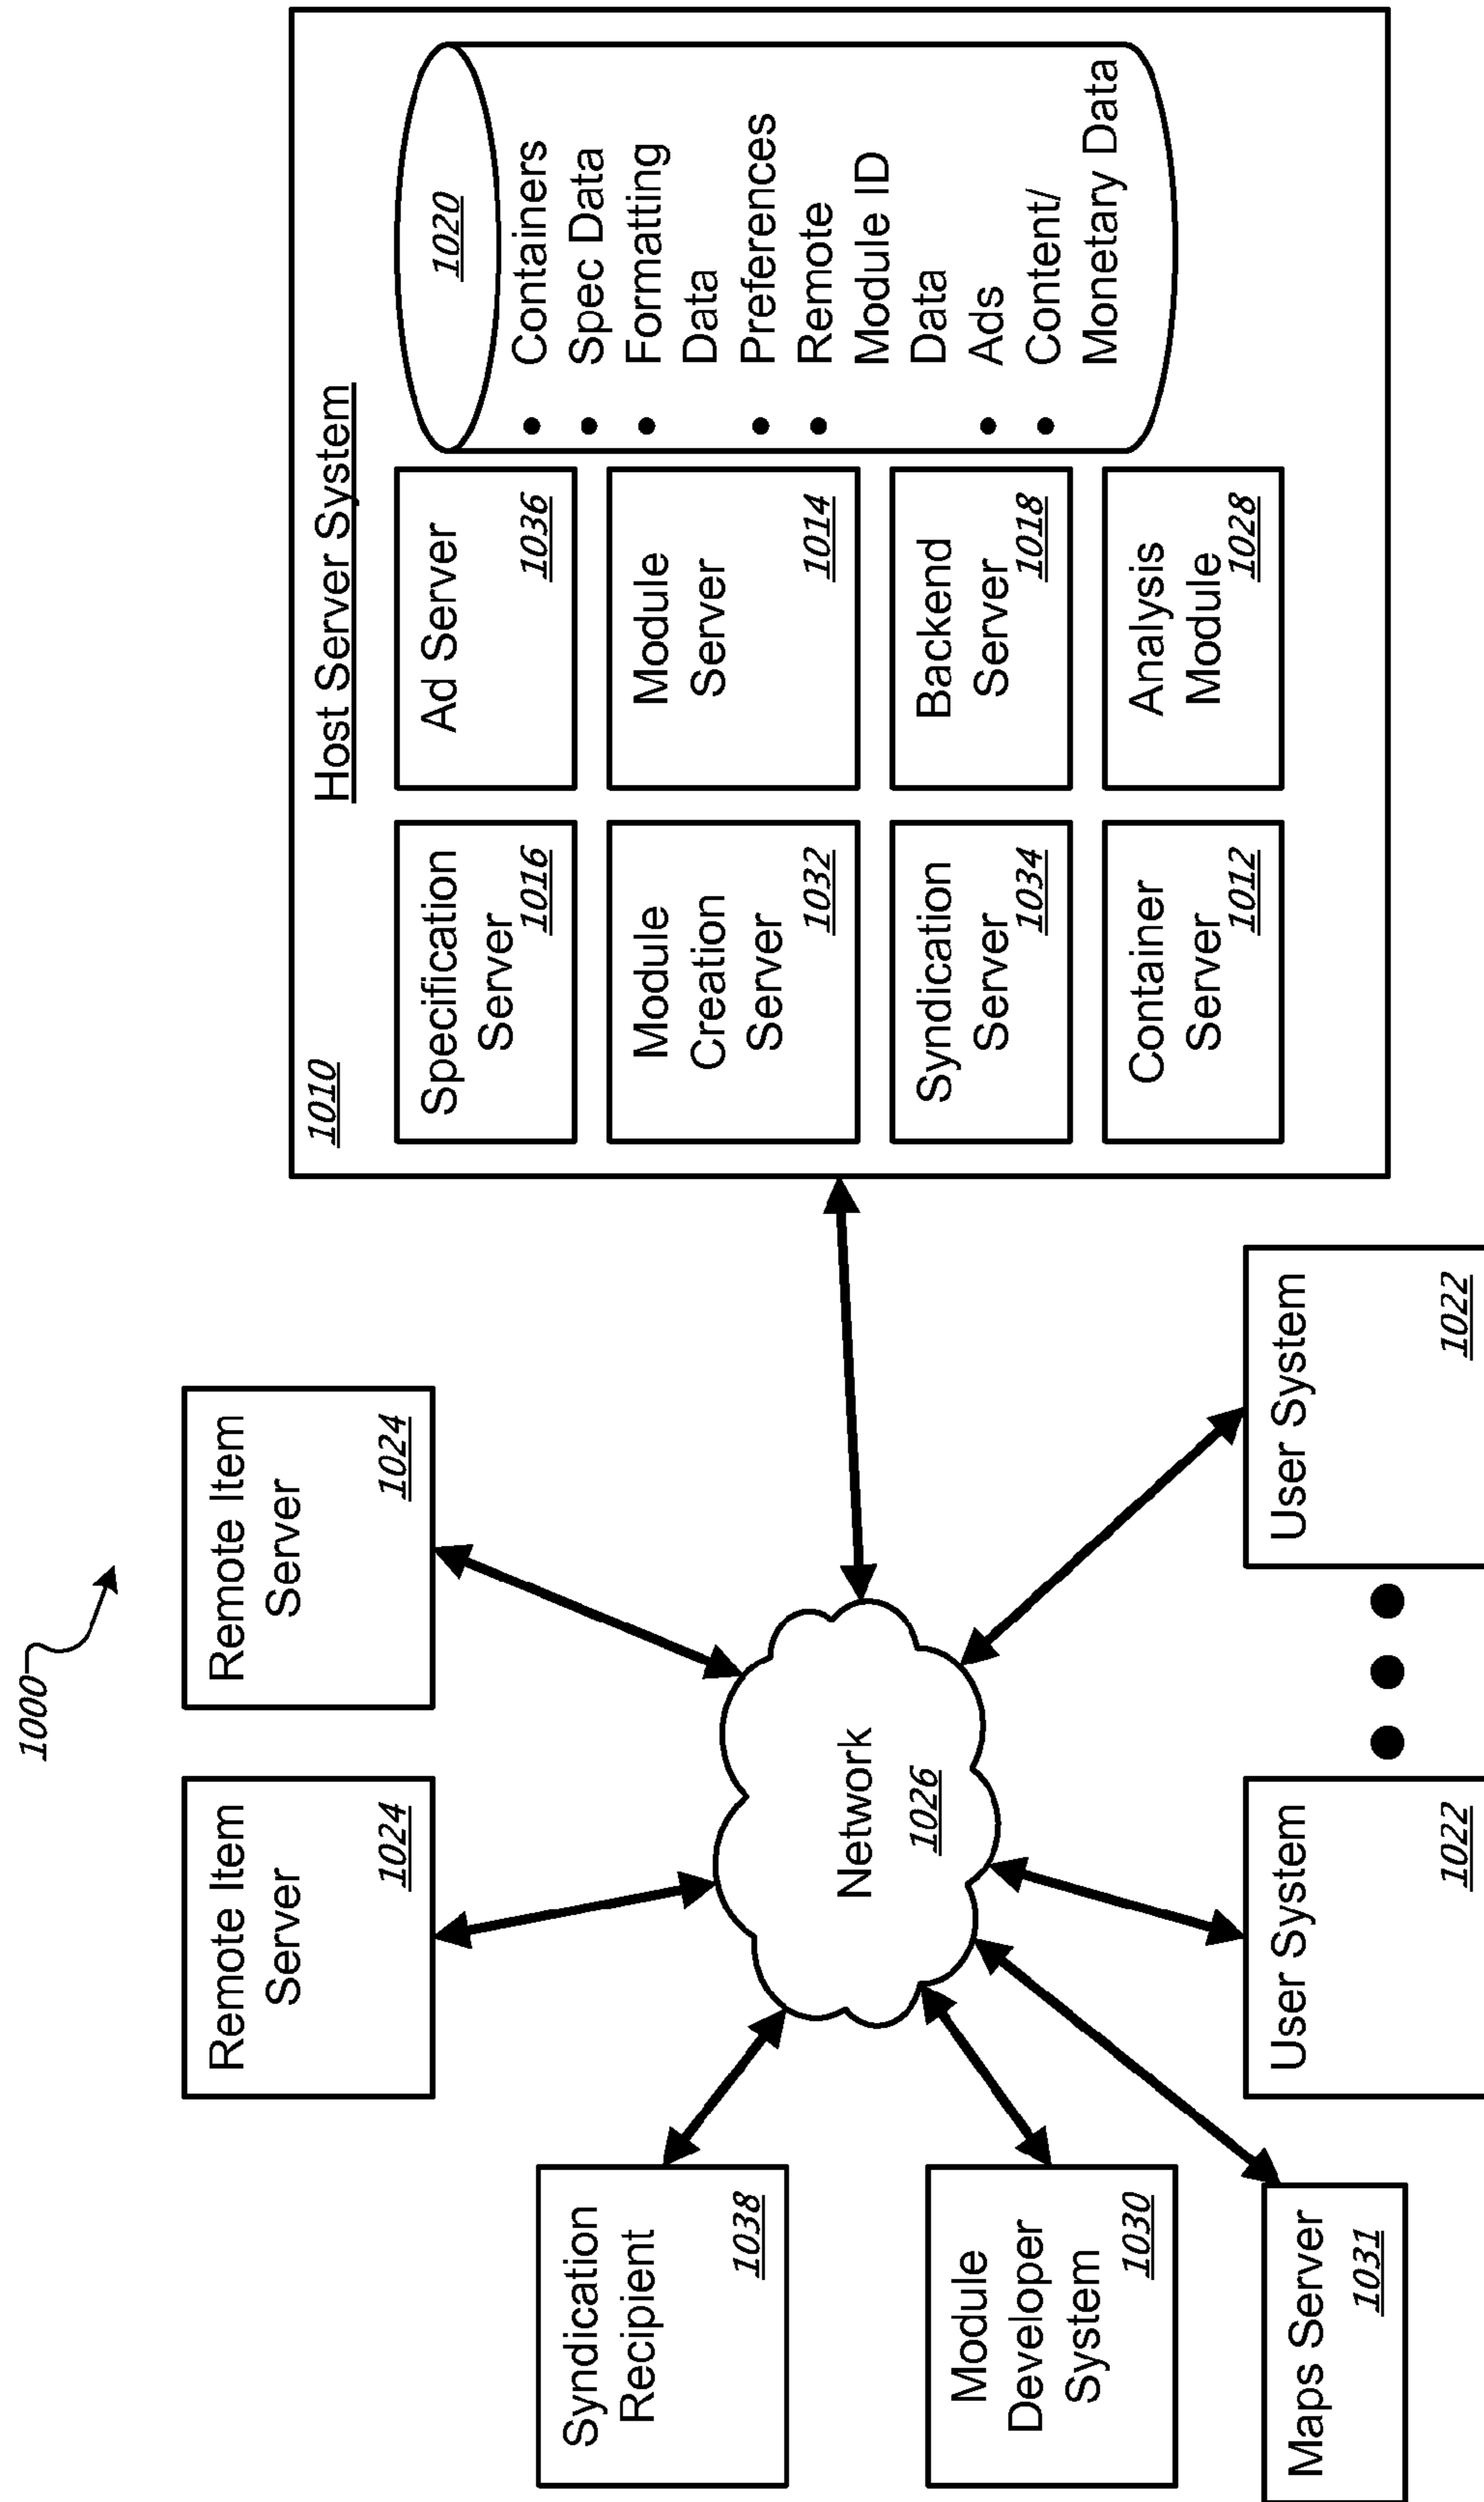 1000
Remote Item
Server
1024
Remote Item
Server
1024
Syndication
Recipient
1038
Module
Developer
System
1030
Maps Server
1031
Network
1026
User System
1022
User System
1022
1010
Host Server System
Specification
Server
1016
Ad Server
1036
Module
Creation
Server
1032
Module
Server
1014
Syndication
Server
1034
Backend
Server
1018
Container
Server
1012
Analysis
Module
1028
1020
• Containers
• Spec Data
• Formatting
Data
• Preferences
• Remote
Module ID
Data
• Ads
• Content/
Monetary Data